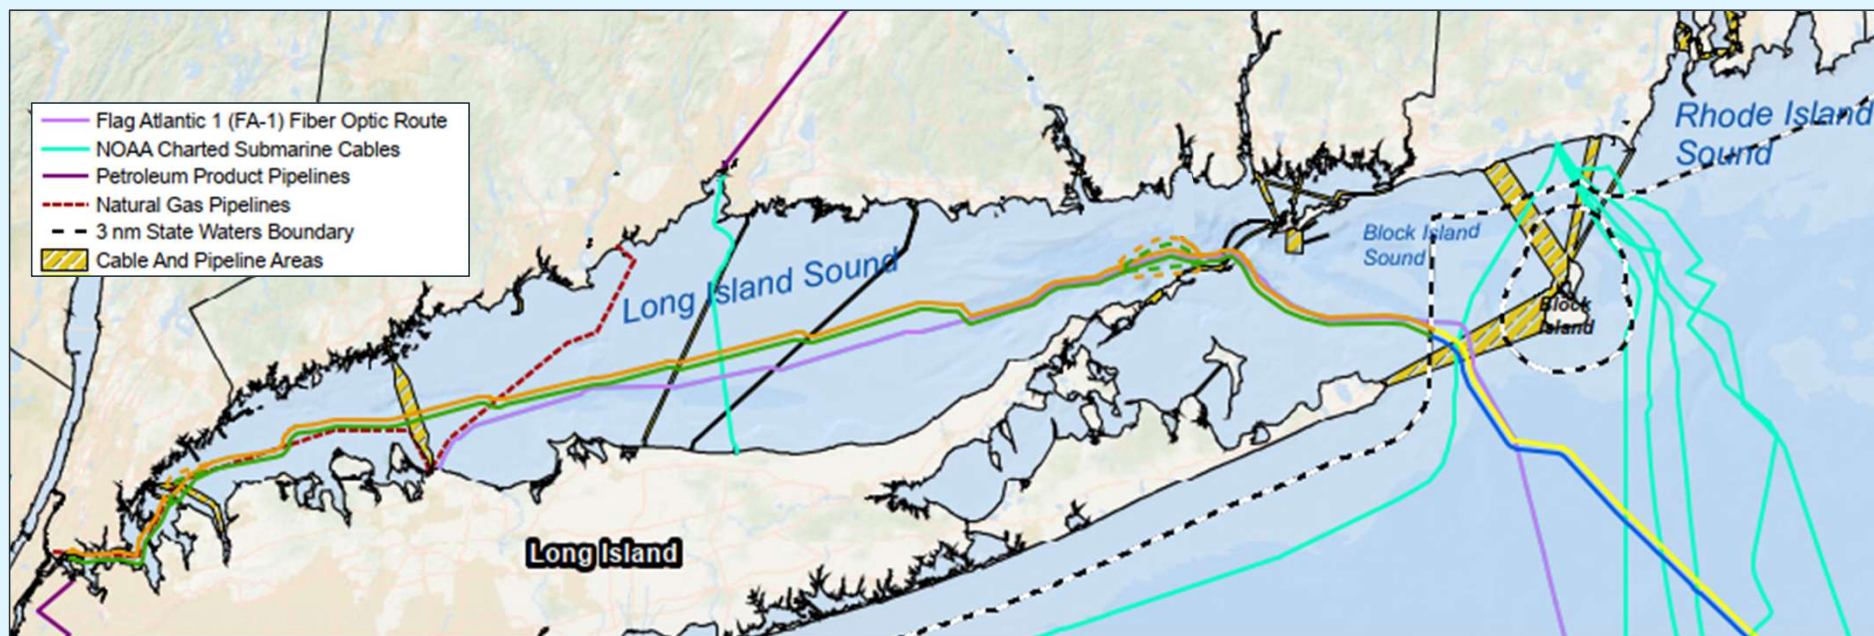 Flag Atlantic 1 (FA-1) Fiber Optic Route
NOAA Charted Submarine Cables
Petroleum Product Pipelines
Natural Gas Pipelines
3 nm State Waters Boundary
Cable And Pipeline Areas
Long Island Sound
Block Island
Sound
Rhode Island
Sound
Block
Island
Long Island